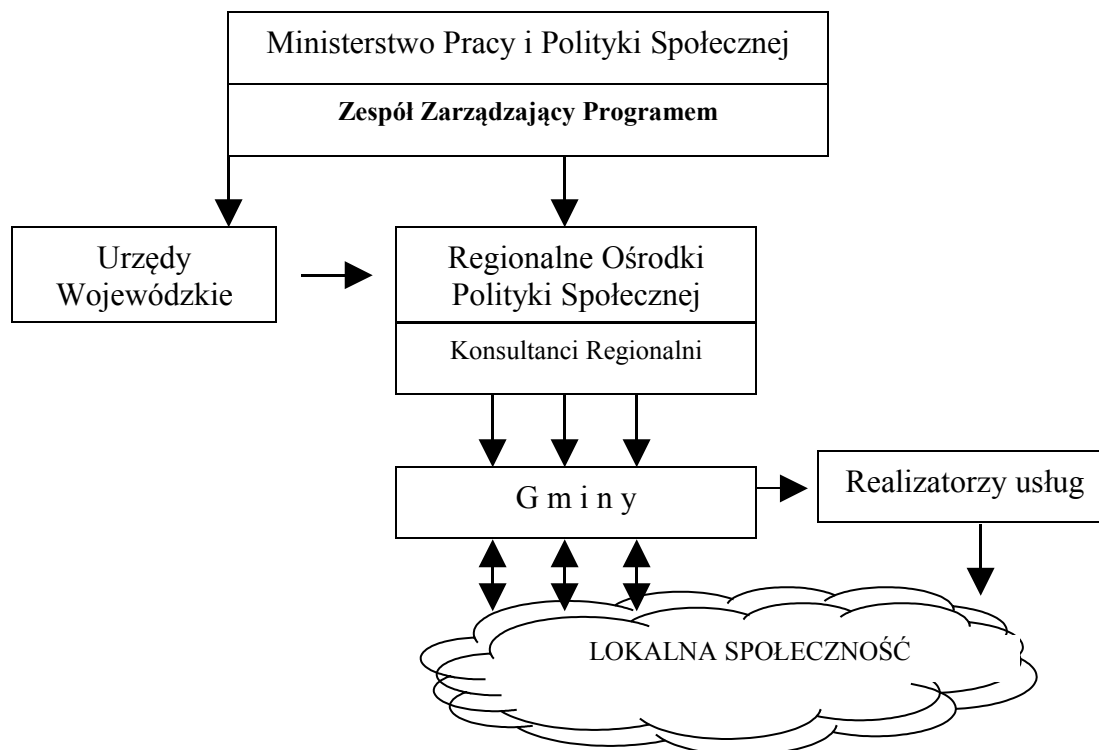 Ministerstwo Pracy i Polityki Społecznej
Zespół Zarządzający Programem
Urzędy
Wojewódzkie
Regionalne Ośrodki
Polityki Społecznej
Konsultanci Regionalni
G m i n y
Realizatorzy usług
LOKALNA SPOŁECZNOŚĆ